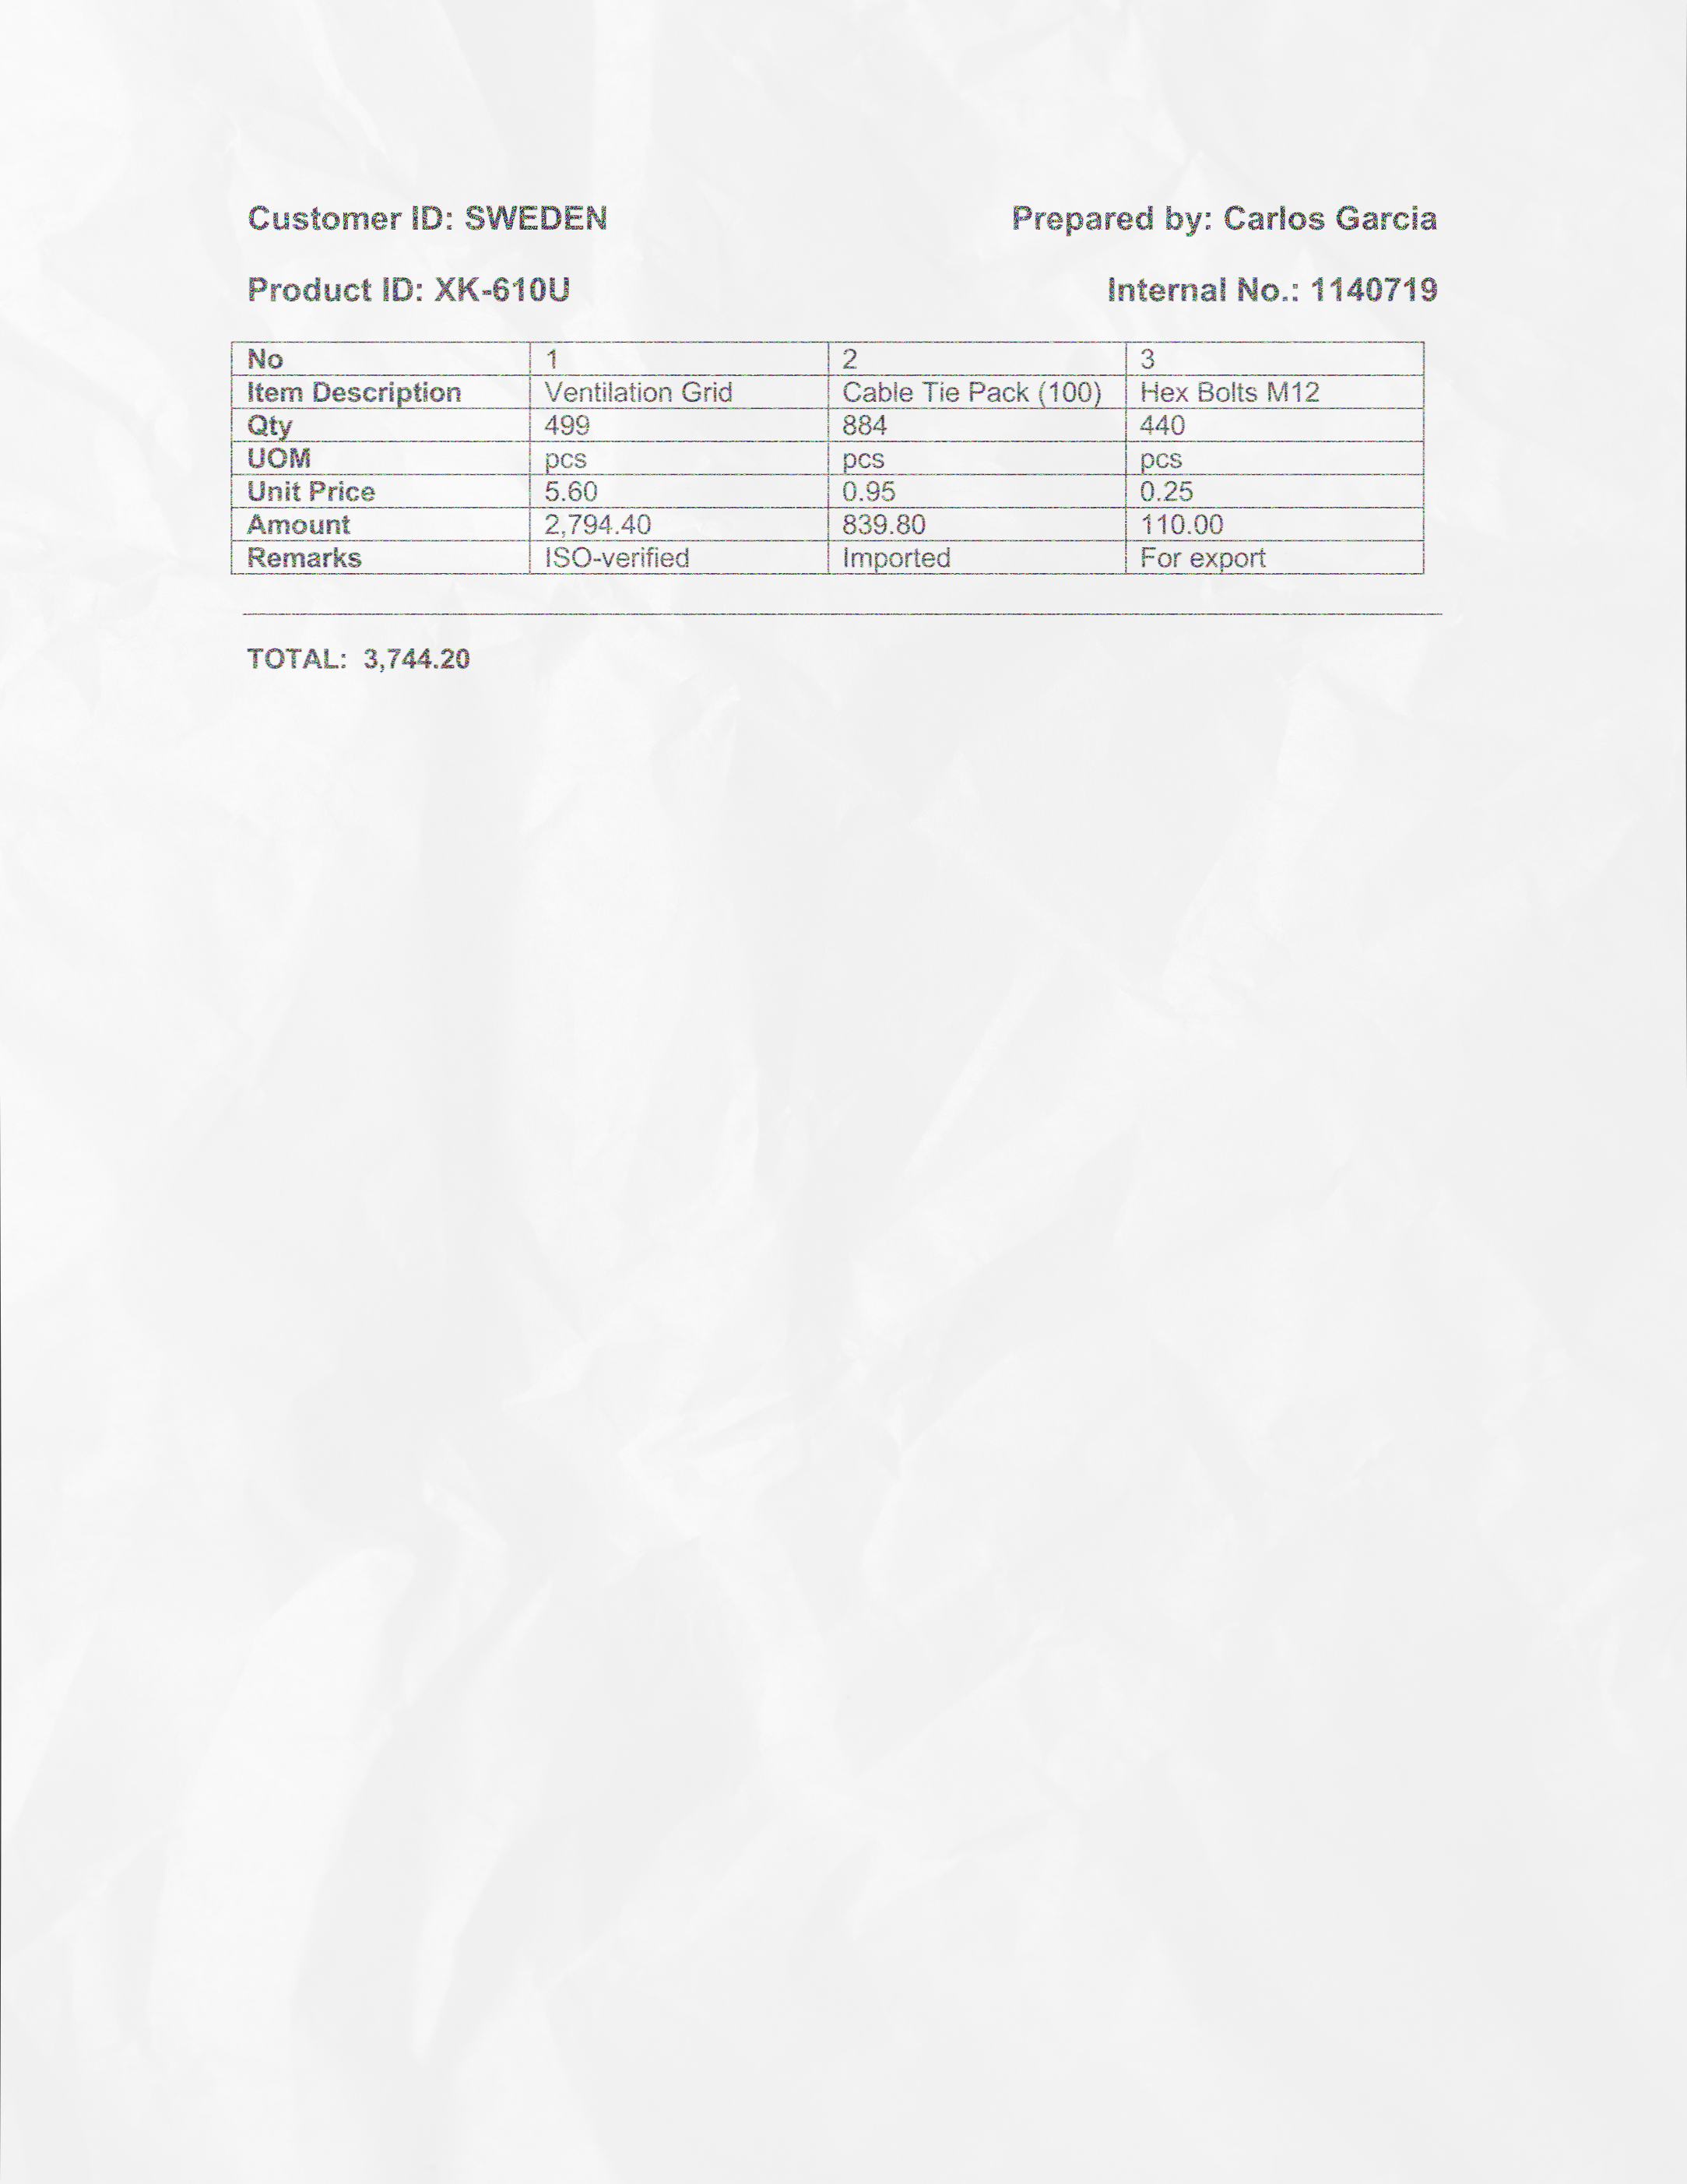 Customer ID: SWEDEN Prepared by: Carlos Garcia
Product ID: XK-610U Internal No.: 1140719
No 1 2 3
Item Description Ventilation Grid Cable Tie Pack (100) Hex Bolts M12
Qty 499 884 440
UOM pcs pcs pcs
Unit Price 5.60 0.95 0.25
Amount 2,794.40 839.80 110.00
Remarks ISO-verified Imported For export
TOTAL: 3,744.20